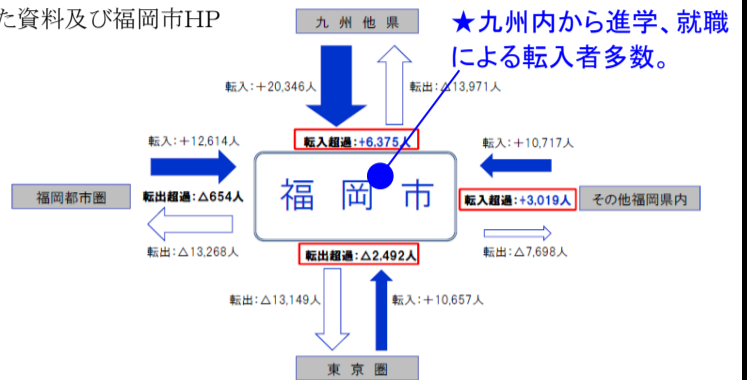 た資料及び福岡市HP
★九州内から進学、就職
による転入者多数。
九州他県
転入:+20,346人
転出:△13,971人
転入超過:+6,375人
転入:+12,614人
転入:+10,717人
福岡都市圏
転出超過:△654人
福岡市
転入超過:+3,019人
その他福岡県内
転出:△13,268人
転出超過:△2,492人
転出:△7,698人
転出:△13,149人
転入:+10,657人
東京圏